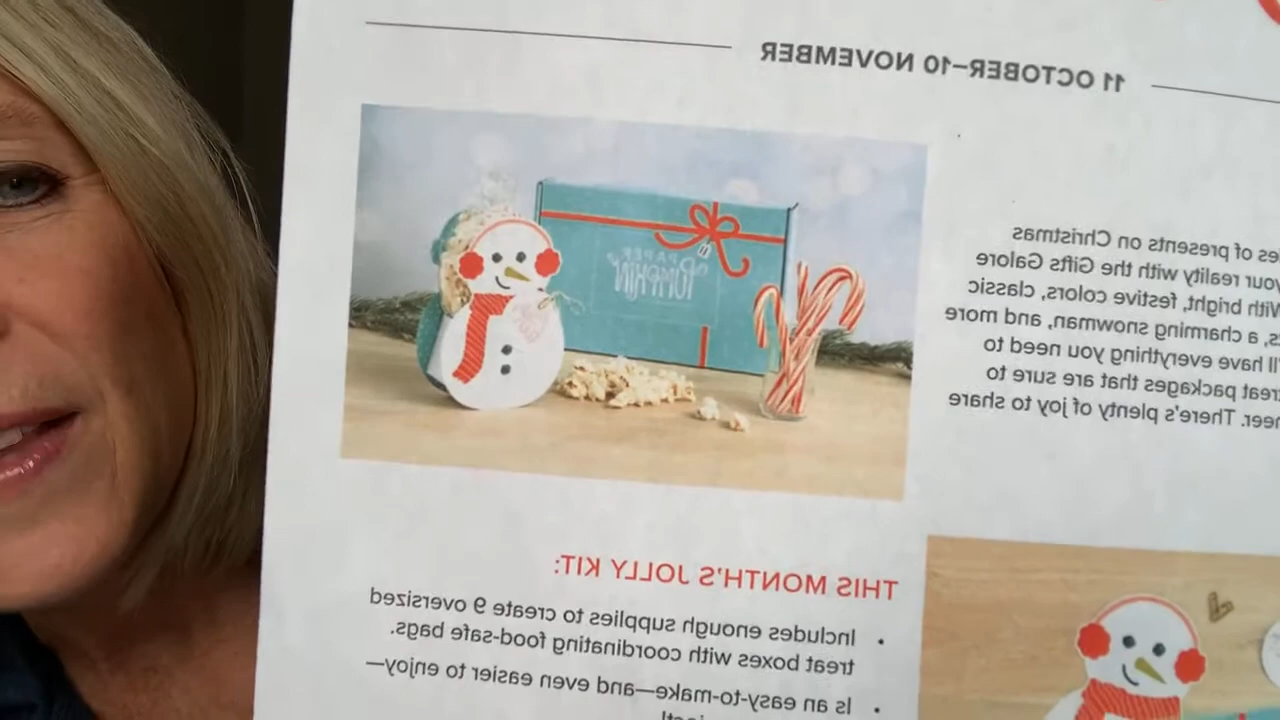 11 OCTOBER–10 NOVEMBER
PAPER
PUMPKIN
es of presents on Christmas
your reality with the Gifts Galore
With bright, festive colors, classic
s, a charming snowman, and more
'll have everything you need to
treat packages that are sure to
eer. There's plenty of joy to share
THIS MONTH'S JOLLY KIT:
• Includes enough supplies to create 9 oversized
treat boxes with coordinating food-safe bags.
• Is an easy-to-make—and even easier to enjoy—